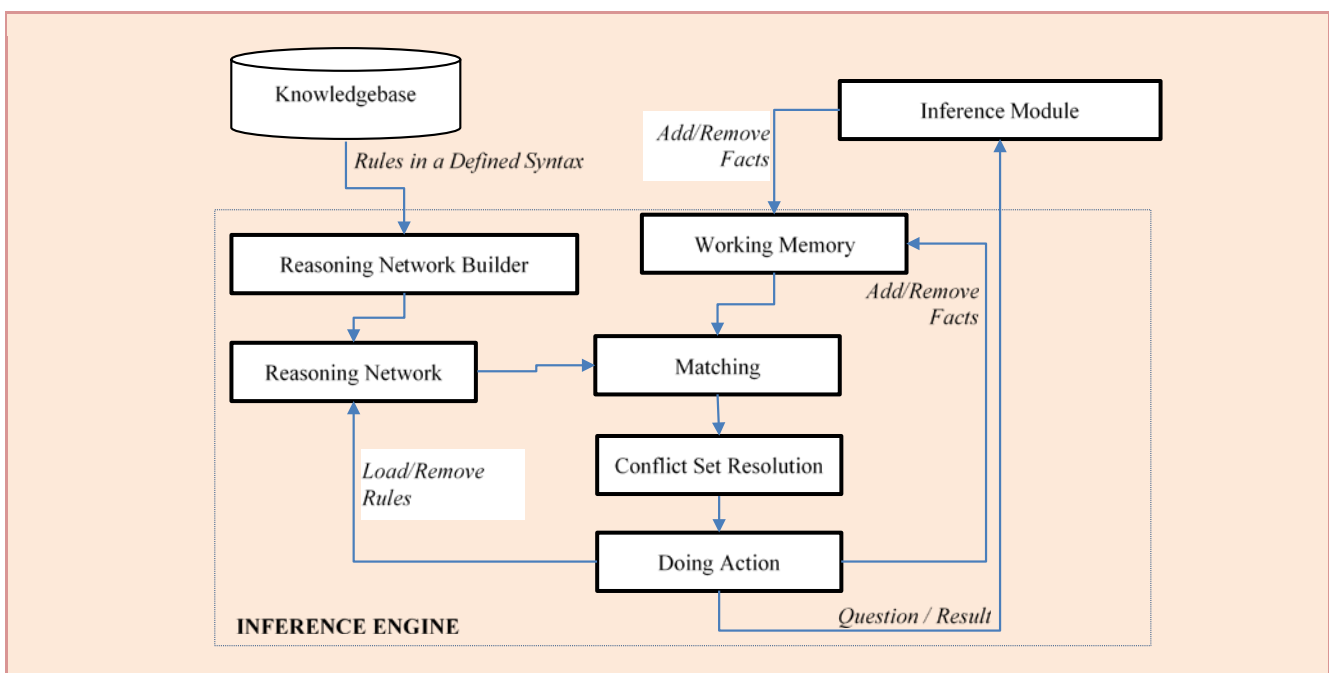 Knowledgebase
Inference Module
Add/Remove
Facts
Rules in a Defined Syntax
Working Memory
Reasoning Network Builder
Add/Remove
Facts
Reasoning Network
Matching
Conflict Set Resolution
Load/Remove
Rules
Doing Action
Question / Result
INFERENCE ENGINE